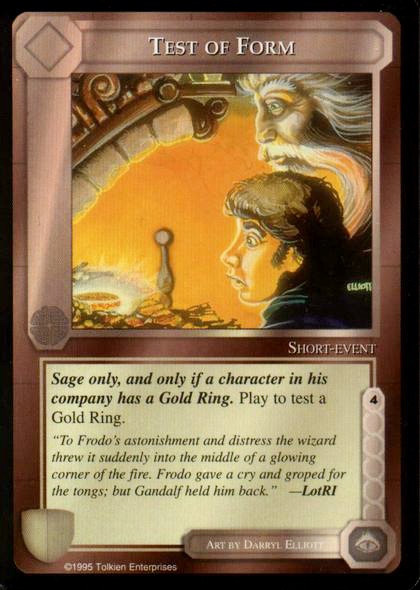 TEST OF FORM
ELLIOTT
SHORT-EVENT
Sage only, and only if a character in his
company has a Gold Ring. Play to test a
Gold Ring.
4
“To Frodo’s astonishment and distress the wizard
threw it suddenly into the middle of a glowing
corner of the fire. Frodo gave a cry and groped for
the tongs; but Gandalf held him back.” —LotRI
ART BY DARRYL ELLIOTT
©1995 Tolkien Enterprises